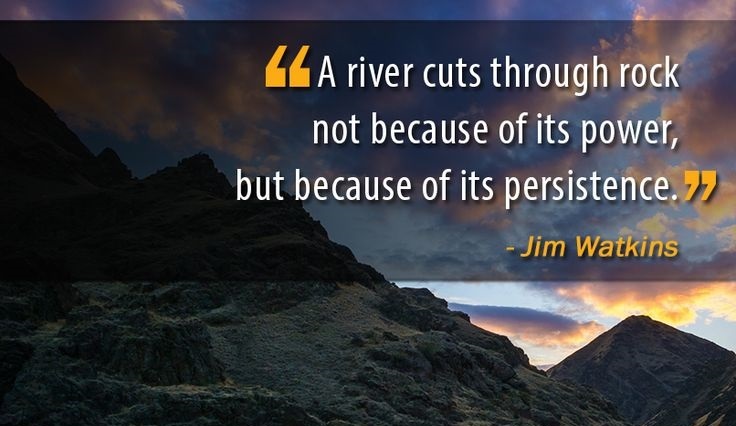 “A river cuts through rock
not because of its power,
but because of its persistence.”
- Jim Watkins